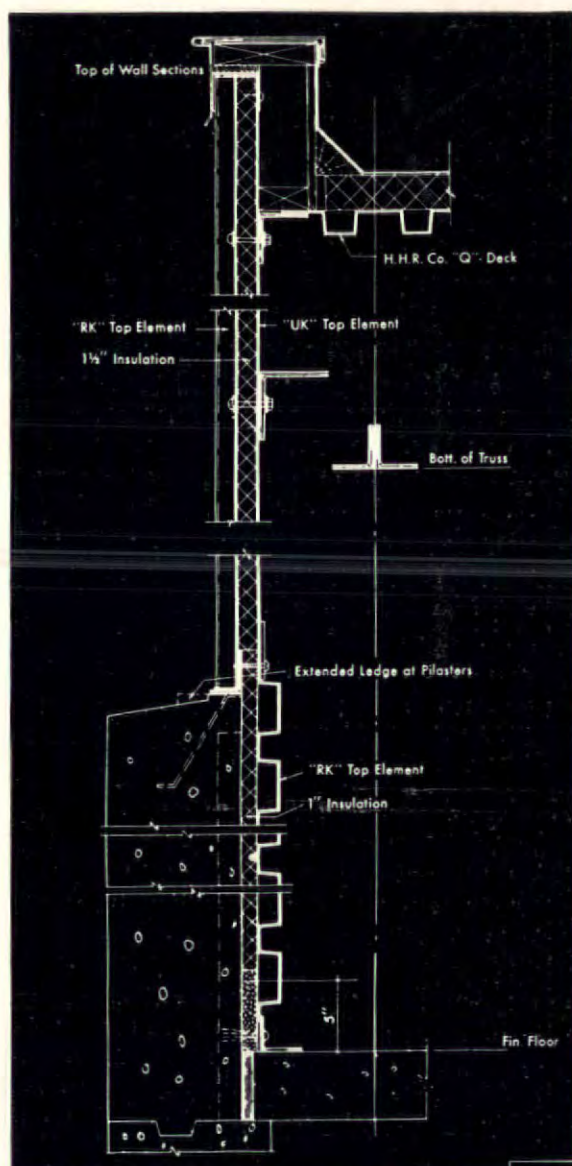 Top of Wall Sections
H.H.R. Co. "Q"- Deck
"RK" Top Element
"UK" Top Element
1½" Insulation
Bott. of Truss
Extended Ledge at Pilasters
"RK" Top Element
1" Insulation
5"
Fin. Floor